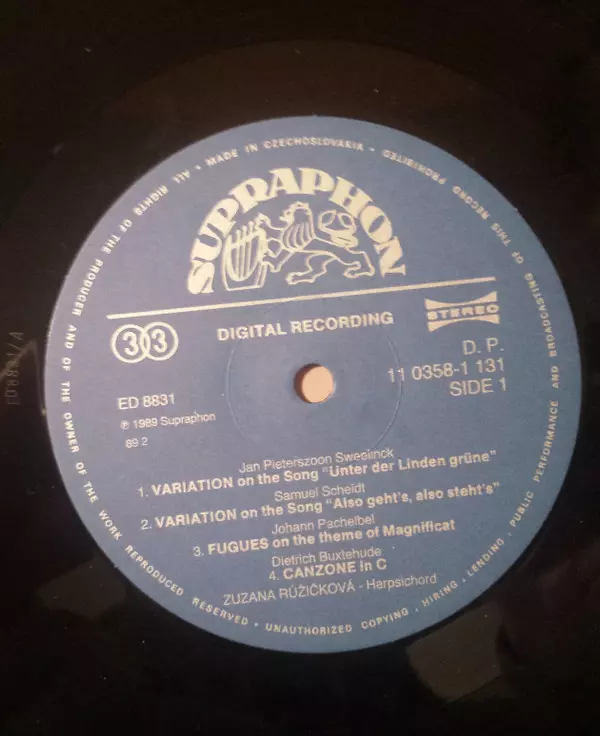 SUPRAPHON
33
DIGITAL RECORDING
STEREO
D. P.
ED 8831
11 0358-1 131
℗ 1989 Supraphon
SIDE 1
89 2
Jan Pieterszoon Sweelinck
1. VARIATION on the Song "Unter der Linden grüne"
Samuel Scheidt
2. VARIATION on the Song "Also geht's, also steht's"
Johann Pachelbel
3. FUGUES on the theme of Magnificat
Dietrich Buxtehude
4. CANZONE in C
ZUZANA RŮŽIČKOVÁ - Harpsichord
ALL RIGHTS OF THE PRODUCER AND OF THE OWNER OF THE WORK REPRODUCED RESERVED • UNAUTHORIZED COPYING, HIRING, LENDING, PUBLIC PERFORMANCE AND BROADCASTING OF THIS RECORD PROHIBITED • MADE IN CZECHOSLOVAKIA •